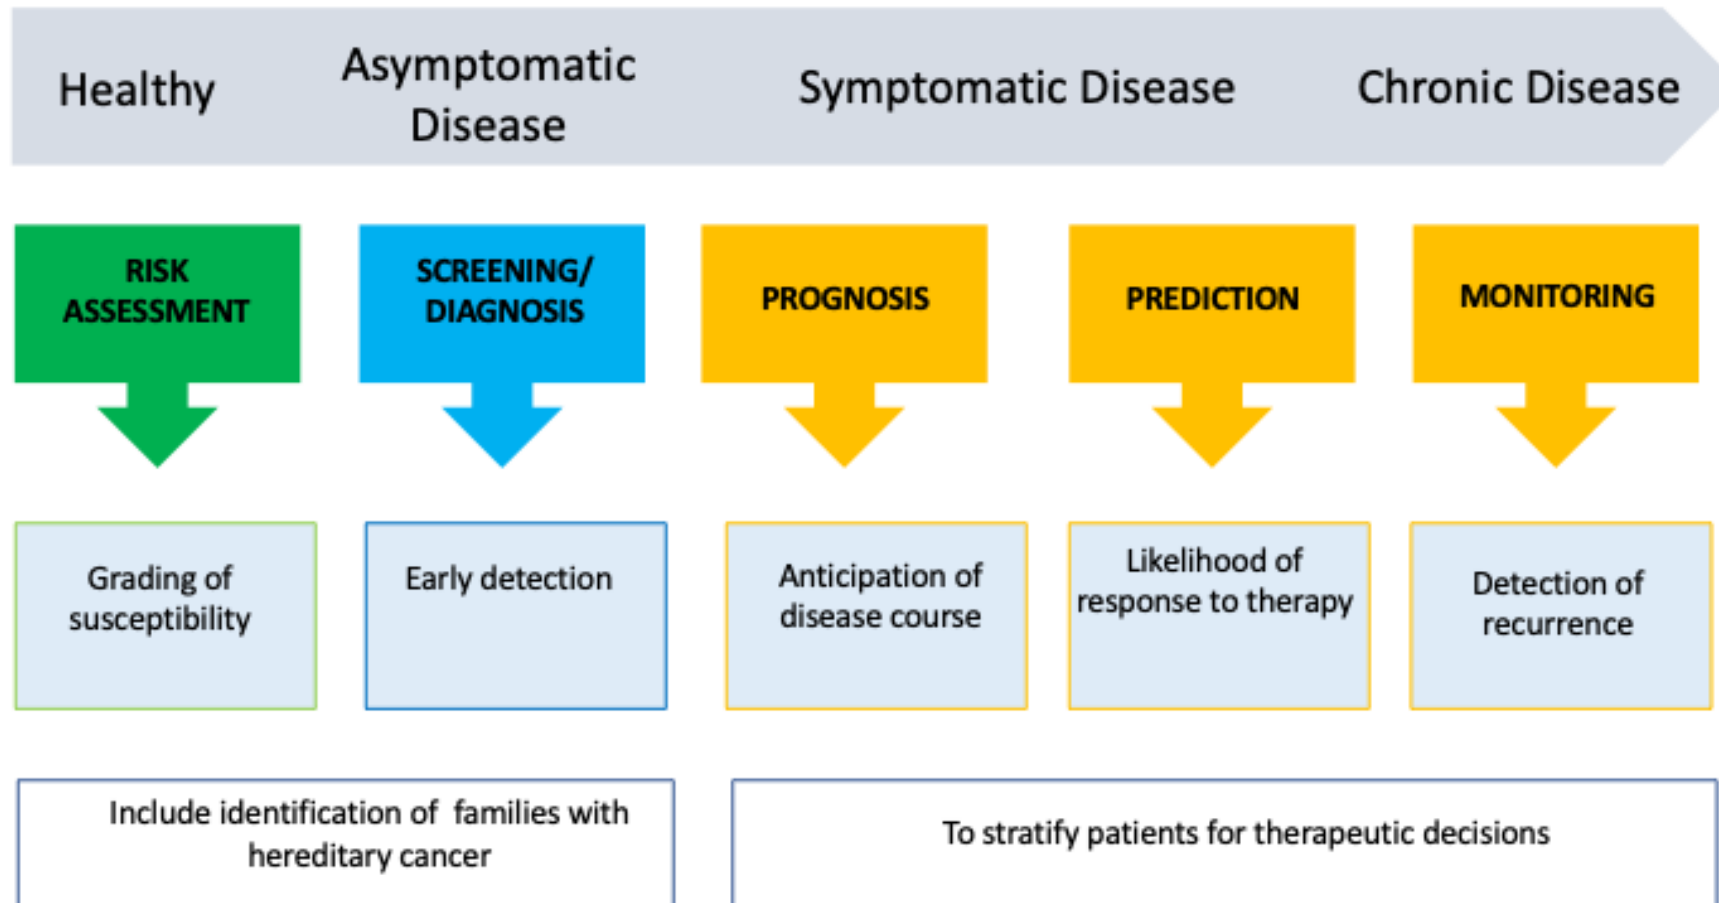 Healthy
Asymptomatic
Disease
Symptomatic Disease
Chronic Disease
RISK
ASSESSMENT
SCREENING/
DIAGNOSIS
PROGNOSIS
PREDICTION
MONITORING
Grading of
susceptibility
Early detection
Anticipation of
disease course
Likelihood of
response to therapy
Detection of
recurrence
Include identification of families with
hereditary cancer
To stratify patients for therapeutic decisions